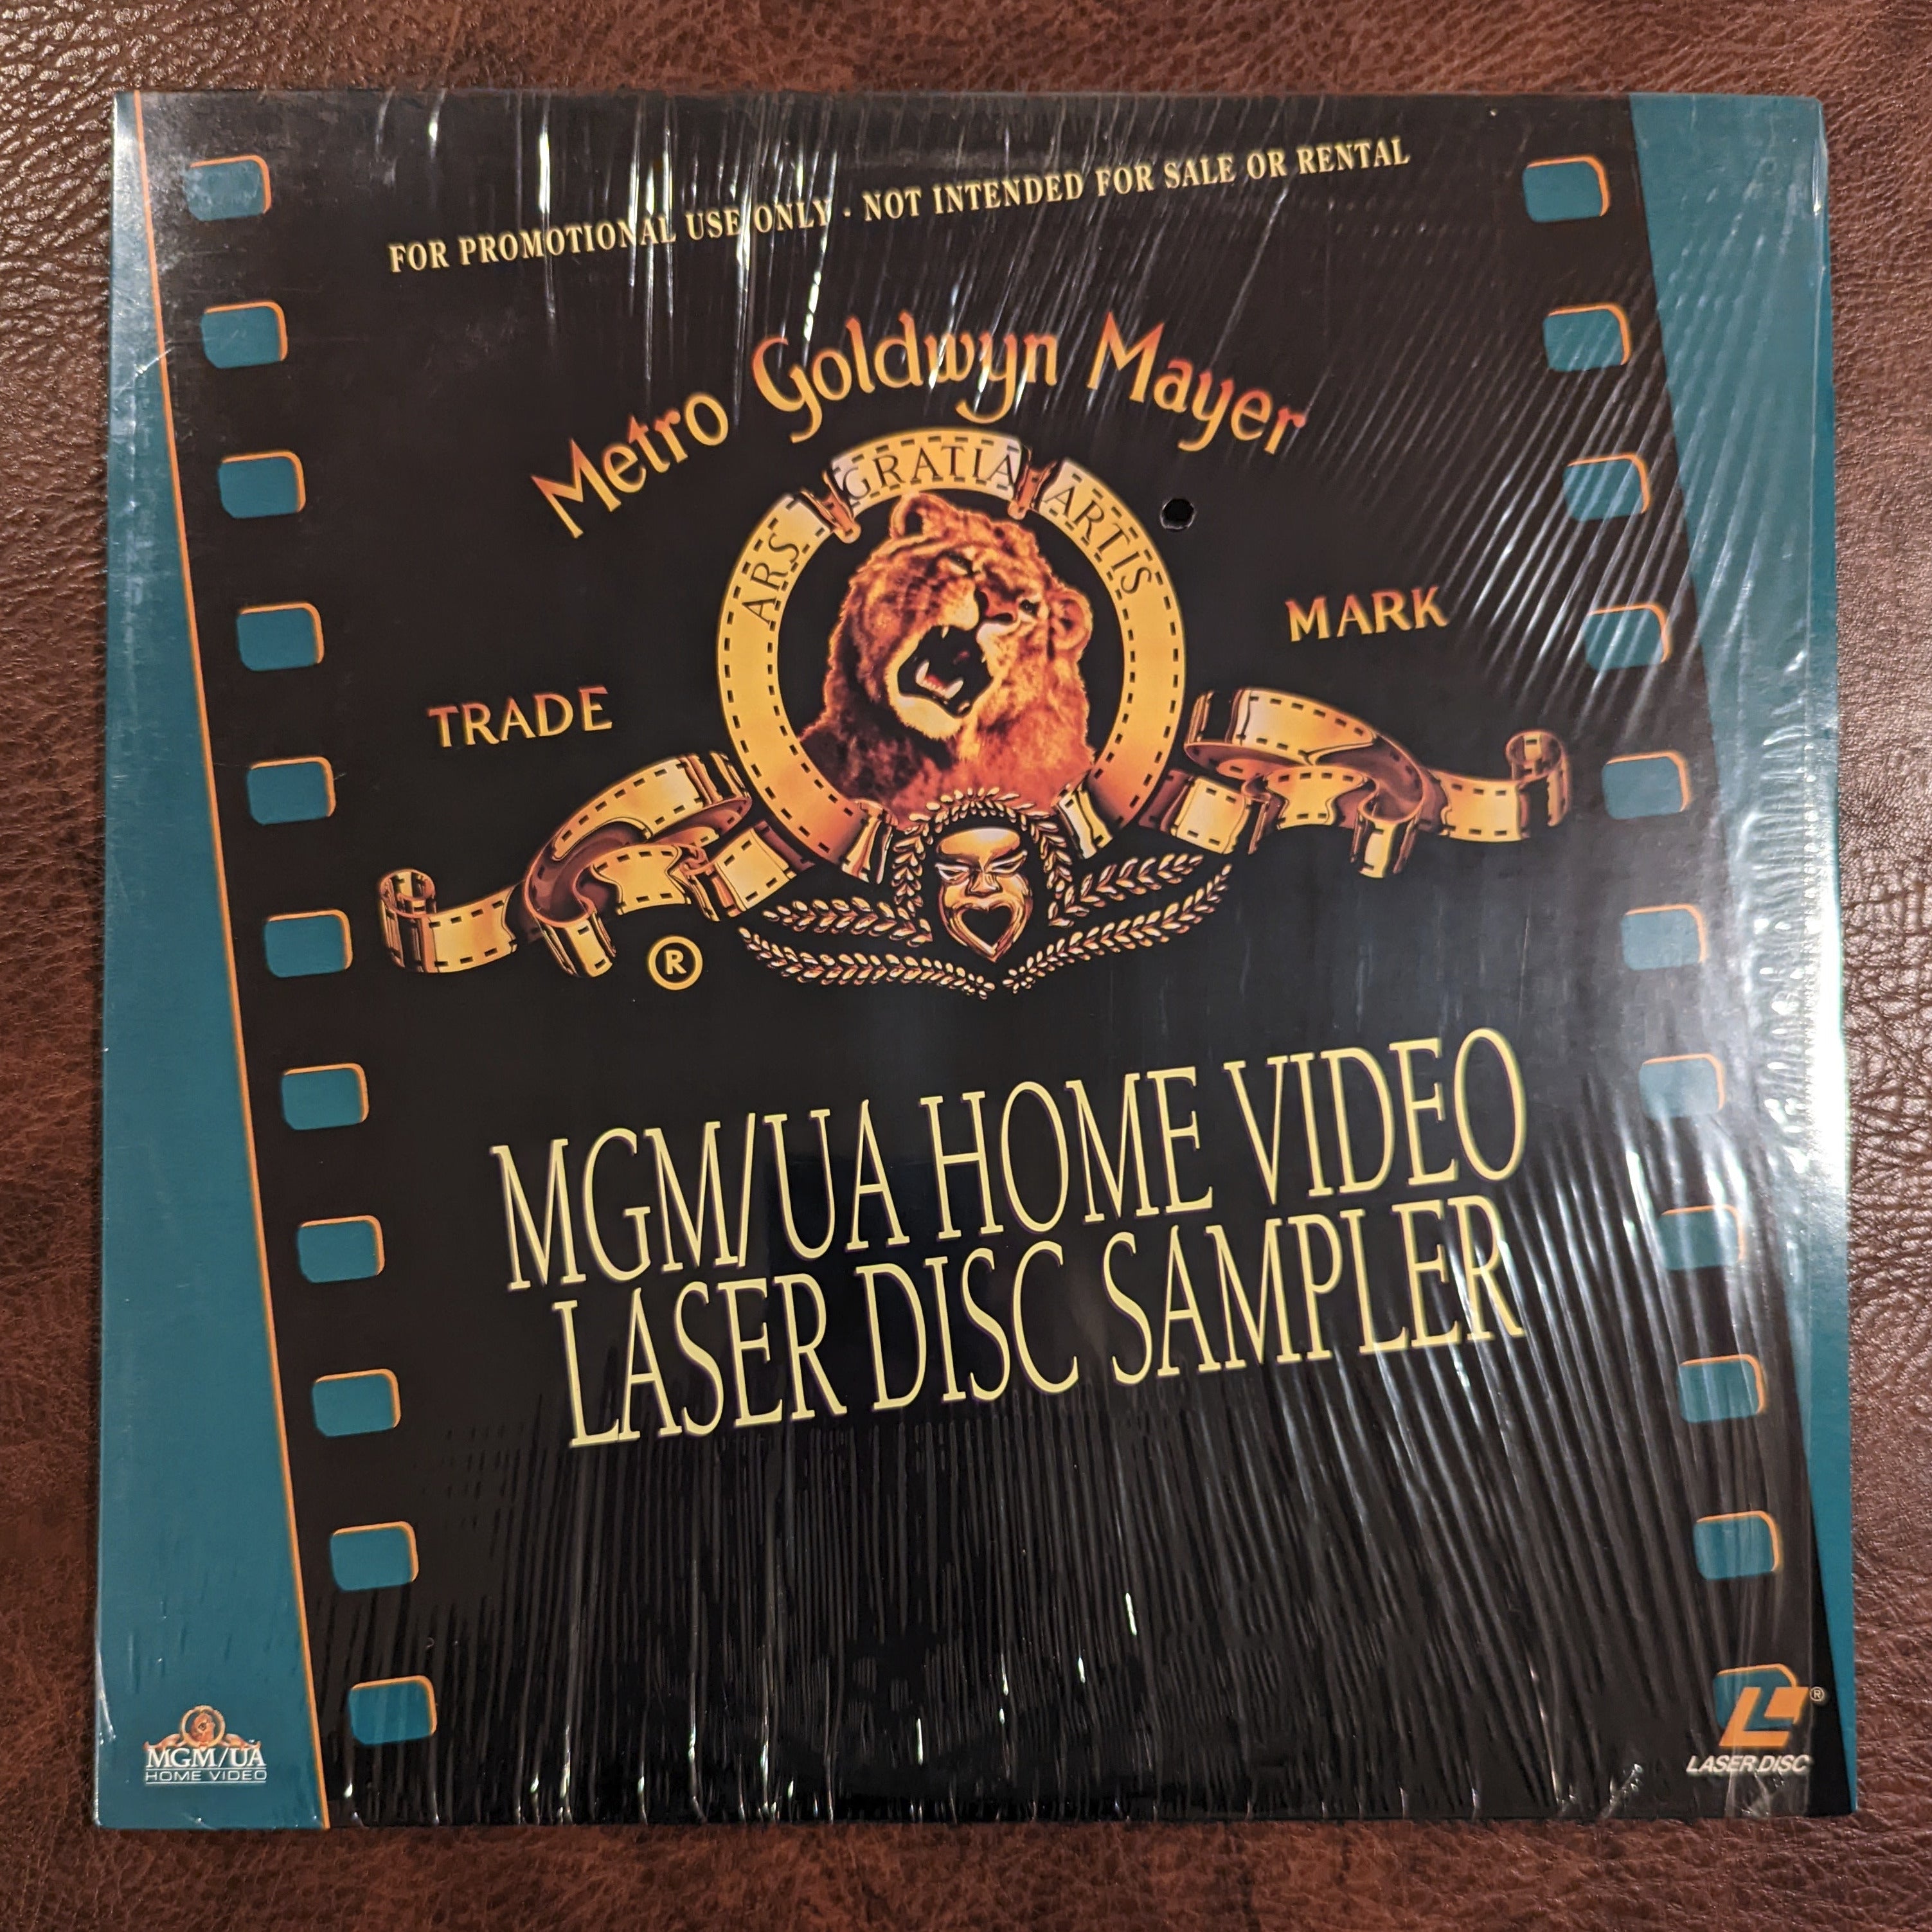 FOR PROMOTIONAL USE ONLY · NOT INTENDED FOR SALE OR RENTAL
Metro Goldwyn Mayer
ARS GRATIA ARTIS
TRADE MARK
®
MGM/UA HOME VIDEO
LASER DISC SAMPLER
MGM/UA
HOME VIDEO
®
LASER DISC